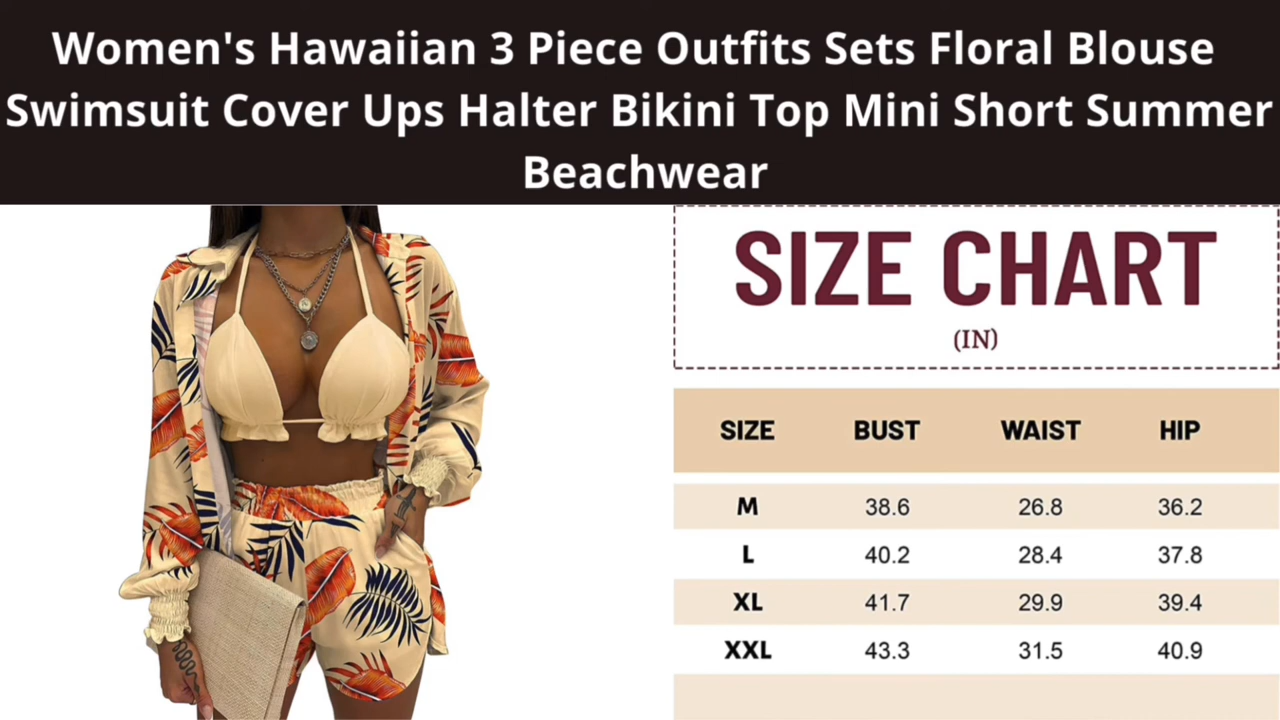 Women's Hawaiian 3 Piece Outfits Sets Floral Blouse
Swimsuit Cover Ups Halter Bikini Top Mini Short Summer
Beachwear
SIZE CHART
(IN)
SIZE BUST WAIST HIP
M 38.6 26.8 36.2
L 40.2 28.4 37.8
XL 41.7 29.9 39.4
XXL 43.3 31.5 40.9